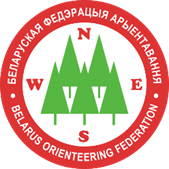 БЕЛАРУСКАЯ ФЕДЭРАЦЫЯ АРЫЕНТАВАННЯ
N
W E
S
BELARUS ORIENTEERING FEDERATION